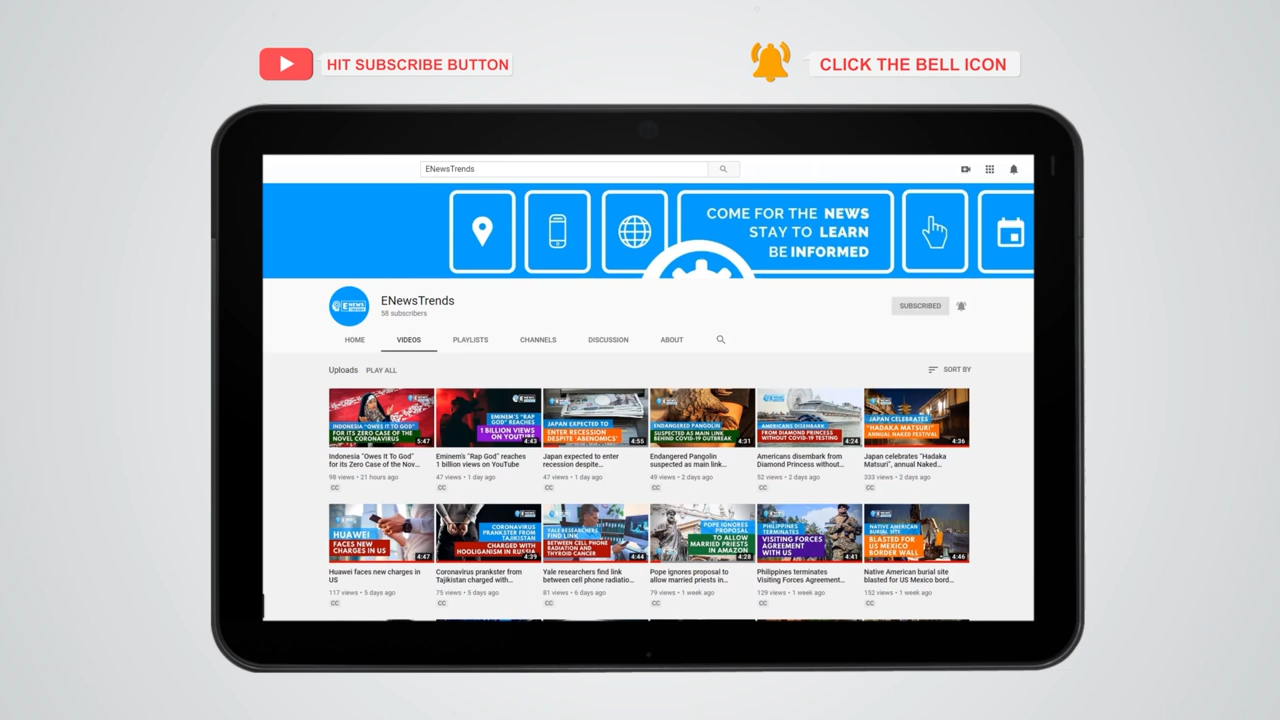 HIT SUBSCRIBE BUTTON
CLICK THE BELL ICON
ENewsTrends
COME FOR THE NEWS
STAY TO LEARN
BE INFORMED
ENewsTrends
58 subscribers
SUBSCRIBED
HOME VIDEOS PLAYLISTS CHANNELS DISCUSSION ABOUT
Uploads PLAY ALL
SORT BY
INDONESIA "OWES IT TO GOD"
FOR ITS ZERO CASE OF THE
NOVEL CORONAVIRUS
5:47
EMINEM'S "RAP
GOD" REACHES
1 BILLION VIEWS
ON YOUTUBE
4:43
JAPAN EXPECTED TO
ENTER RECESSION
DESPITE 'ABENOMICS'
4:55
ENDANGERED PANGOLIN
SUSPECTED AS MAIN LINK
BEHIND COVID-19 OUTBREAK
4:31
AMERICANS DISEMBARK
FROM DIAMOND PRINCESS
WITHOUT COVID-19 TESTING
4:24
JAPAN CELEBRATES
"HADAKA MATSURI"
ANNUAL NAKED FESTIVAL
4:36
Indonesia "Owes It To God"
for its Zero Case of the Nov...
98 views • 21 hours ago
CC
Eminem's "Rap God" reaches
1 billion views on YouTube
47 views • 1 day ago
CC
Japan expected to enter
recession despite...
47 views • 1 day ago
CC
Endangered Pangolin
suspected as main link...
49 views • 2 days ago
CC
Americans disembark from
Diamond Princess without...
52 views • 2 days ago
CC
Japan celebrates "Hadaka
Matsuri", annual Naked...
333 views • 2 days ago
CC
HUAWEI
FACES NEW
CHARGES IN US
4:47
CORONAVIRUS
PRANKSTER FROM
TAJIKISTAN
CHARGED WITH
HOOLIGANISM IN RUSSIA
4:39
YALE RESEARCHERS
FIND LINK
BETWEEN CELL PHONE
RADIATION AND
THYROID CANCER
4:44
POPE IGNORES
PROPOSAL
TO ALLOW
MARRIED PRIESTS
IN AMAZON
4:28
PHILIPPINES
TERMINATES
VISITING FORCES
AGREEMENT
WITH US
4:41
NATIVE AMERICAN
BURIAL SITE
BLASTED FOR
US MEXICO
BORDER WALL
4:46
Huawei faces new charges in
US
117 views • 5 days ago
CC
Coronavirus prankster from
Tajikistan charged with...
75 views • 5 days ago
CC
Yale researchers find link
between cell phone radiatio...
81 views • 6 days ago
CC
Pope ignores proposal to
allow married priests in...
79 views • 1 week ago
CC
Philippines terminates
Visiting Forces Agreement...
129 views • 1 week ago
CC
Native American burial site
blasted for US Mexico bord...
152 views • 1 week ago
CC